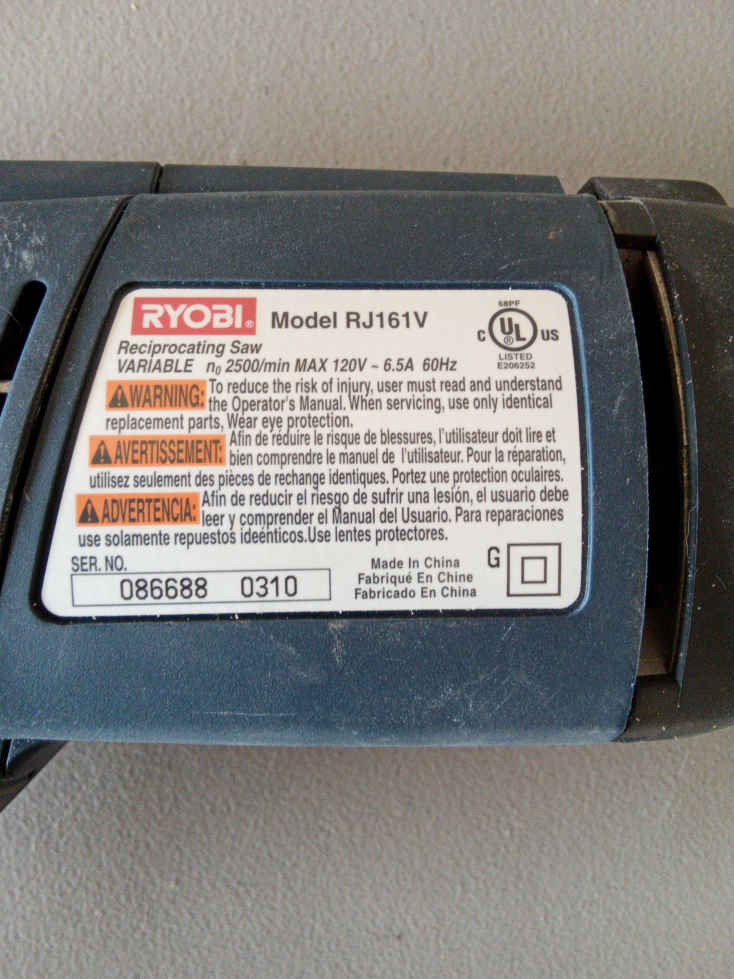 RYOBI® Model RJ161V
68PF
C UL ® US
LISTED
E206252
Reciprocating Saw
VARIABLE n0 2500/min MAX 120V ~ 6.5A 60Hz
WARNING: To reduce the risk of injury, user must read and understand
the Operator's Manual. When servicing, use only identical
replacement parts, Wear eye protection.
AVERTISSEMENT: Afin de réduire le risque de blessures, l'utilisateur doit lire et
bien comprendre le manuel de l'utilisateur. Pour la réparation,
utilisez seulement des pièces de rechange identiques. Portez une protection oculaires.
ADVERTENCIA: Afin de reducir el riesgo de sufrir una lesión, el usuario debe
leer y comprender el Manual del Usuario. Para reparaciones
use solamente repuestos ideénticos.Use lentes protectores.
SER. NO.
086688 0310
Made In China
Fabriqué En Chine
Fabricado En China
G